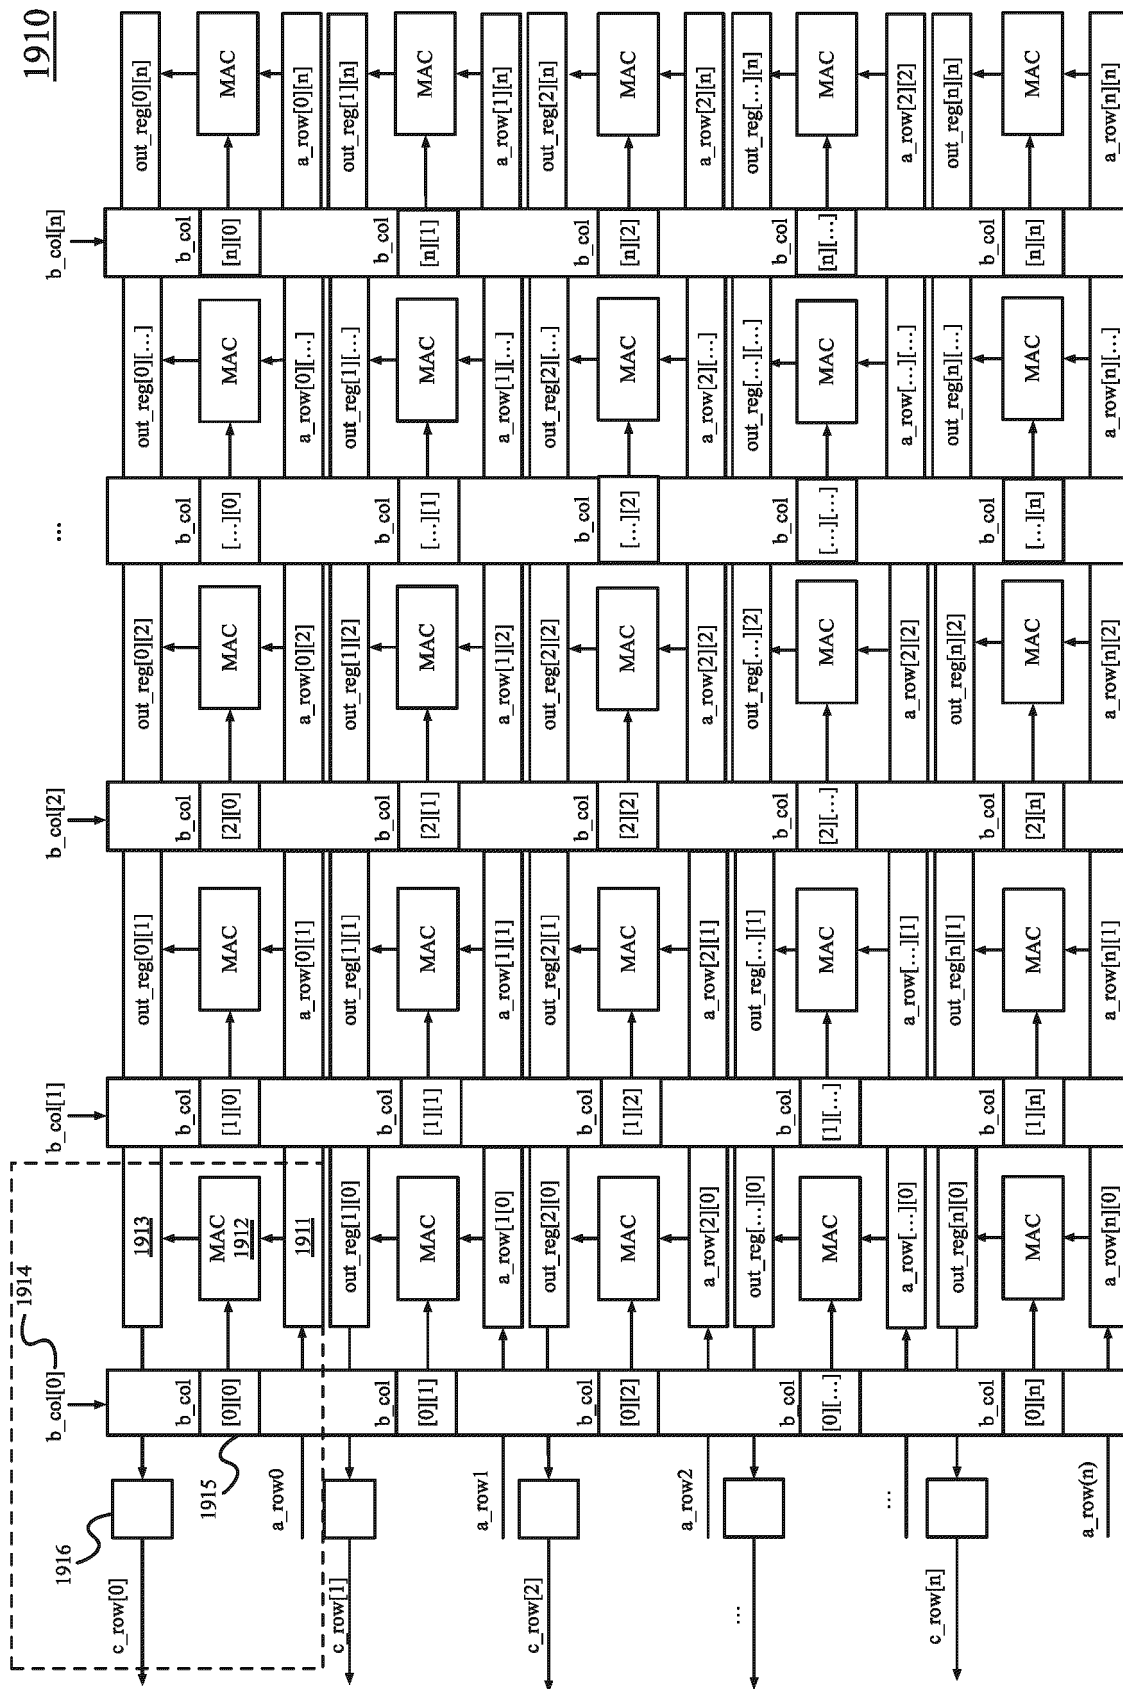 1910
1914
b_col[0] b_col[1] b_col[2] ... b_col[n]
1916
c_row[0] 1913 out_reg[0][1] out_reg[0][2] out_reg[0][…] out_reg[0][n]
b_col b_col b_col b_col b_col
1915
[0][0] MAC [1][0] MAC [2][0] MAC […][0] MAC [n][0] MAC
1912
a_row0 1911 a_row[0][1] a_row[0][2] a_row[0][…] a_row[0][n]
c_row[1] out_reg[1][0] out_reg[1][1] out_reg[1][2] out_reg[1][…] out_reg[1][n]
b_col b_col b_col b_col b_col
[0][1] MAC [1][1] MAC [2][1] MAC […][1] MAC [n][1] MAC
a_row1 a_row[1[0] a_row[1][1] a_row[1][2] a_row[1][…] a_row[1][n]
c_row[2] out_reg[2][0] out_reg[2][1] out_reg[2][2] out_reg[2][…] out_reg[2][n]
b_col b_col b_col b_col b_col
[0][2] MAC [1][2] MAC [2][2] MAC […][2] MAC [n][2] MAC
a_row2 a_row[2][0] a_row[2][1] a_row[2][2] a_row[2][…] a_row[2][n]
... out_reg[…][0] out_reg[…][1] out_reg[…][2] out_reg[…][…] out_reg[…][n]
b_col b_col b_col b_col b_col
[0][…] MAC [1][…] MAC [2][…] MAC […][…] MAC [n][…] MAC
... a_row[…][0] a_row[…][1] a_row[2][2] a_row[…][…] a_row[2][2]
c_row[n] out_reg[n][0] out_reg[n][1] out_reg[n][2] out_reg[n][…] out_reg[n][n]
b_col b_col b_col b_col b_col
[0][n] MAC [1][n] MAC [2][n] MAC […][n] MAC [n][n] MAC
a_row(n) a_row[n][0] a_row[n][1] a_row[n][2] a_row[n][…] a_row[n][n]